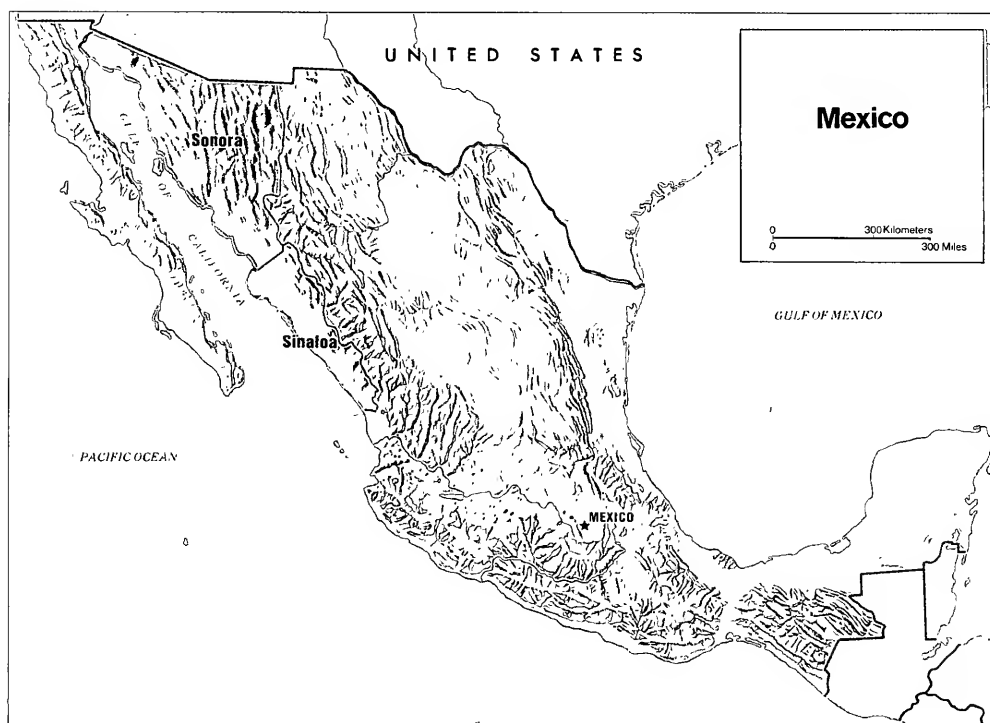 UNITED STATES
Mexico
0 300 Kilometers
0 300 Miles
Sonora
GULF
OF
CALIFORNIA
Sinaloa
GULF OF MEXICO
PACIFIC OCEAN
MEXICO